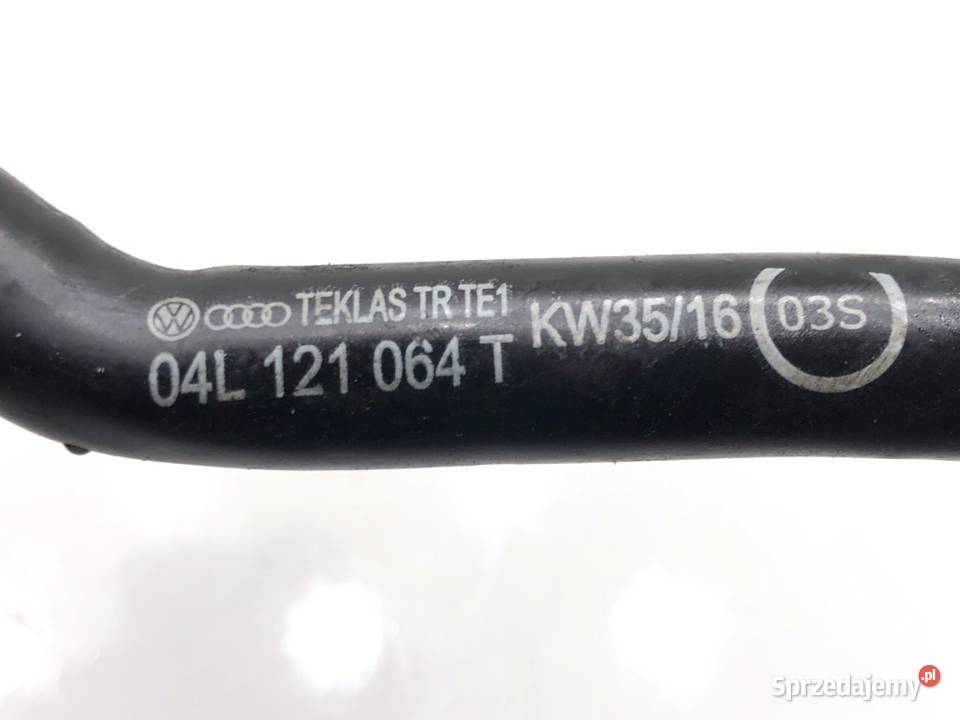 TEKLAS TR TE1
04L 121 064 T
KW35/16
03S
Sprzedajemy.pl